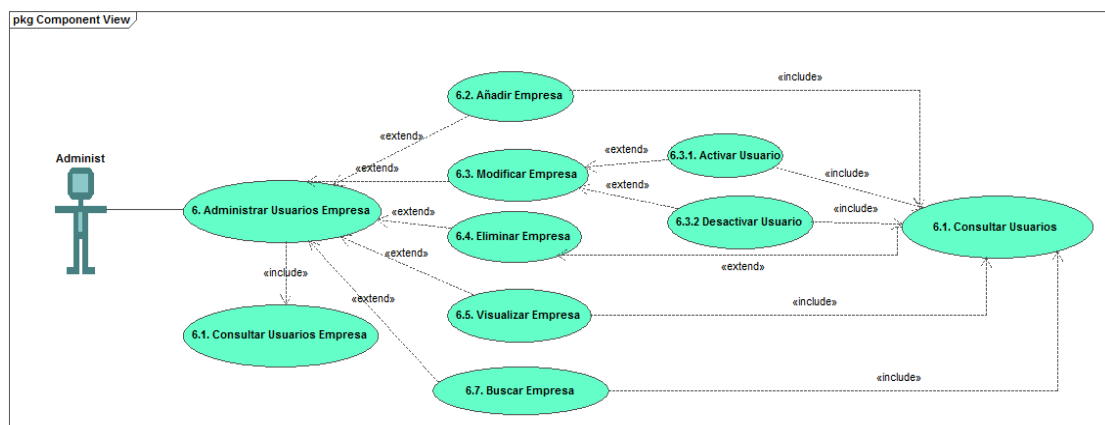 pkg Component View
«include»
6.2. Añadir Empresa
«extend»
«extend»
Administ
6.3.1. Activar Usuario
«extend»
6.3. Modificar Empresa
«include»
«extend»
6. Administrar Usuarios Empresa
«extend»
6.3.2 Desactivar Usuario
«include»
6.1. Consultar Usuarios
6.4. Eliminar Empresa
«extend»
«include»
«extend»
«include»
6.5. Visualizar Empresa
6.1. Consultar Usuarios Empresa
«include»
6.7. Buscar Empresa